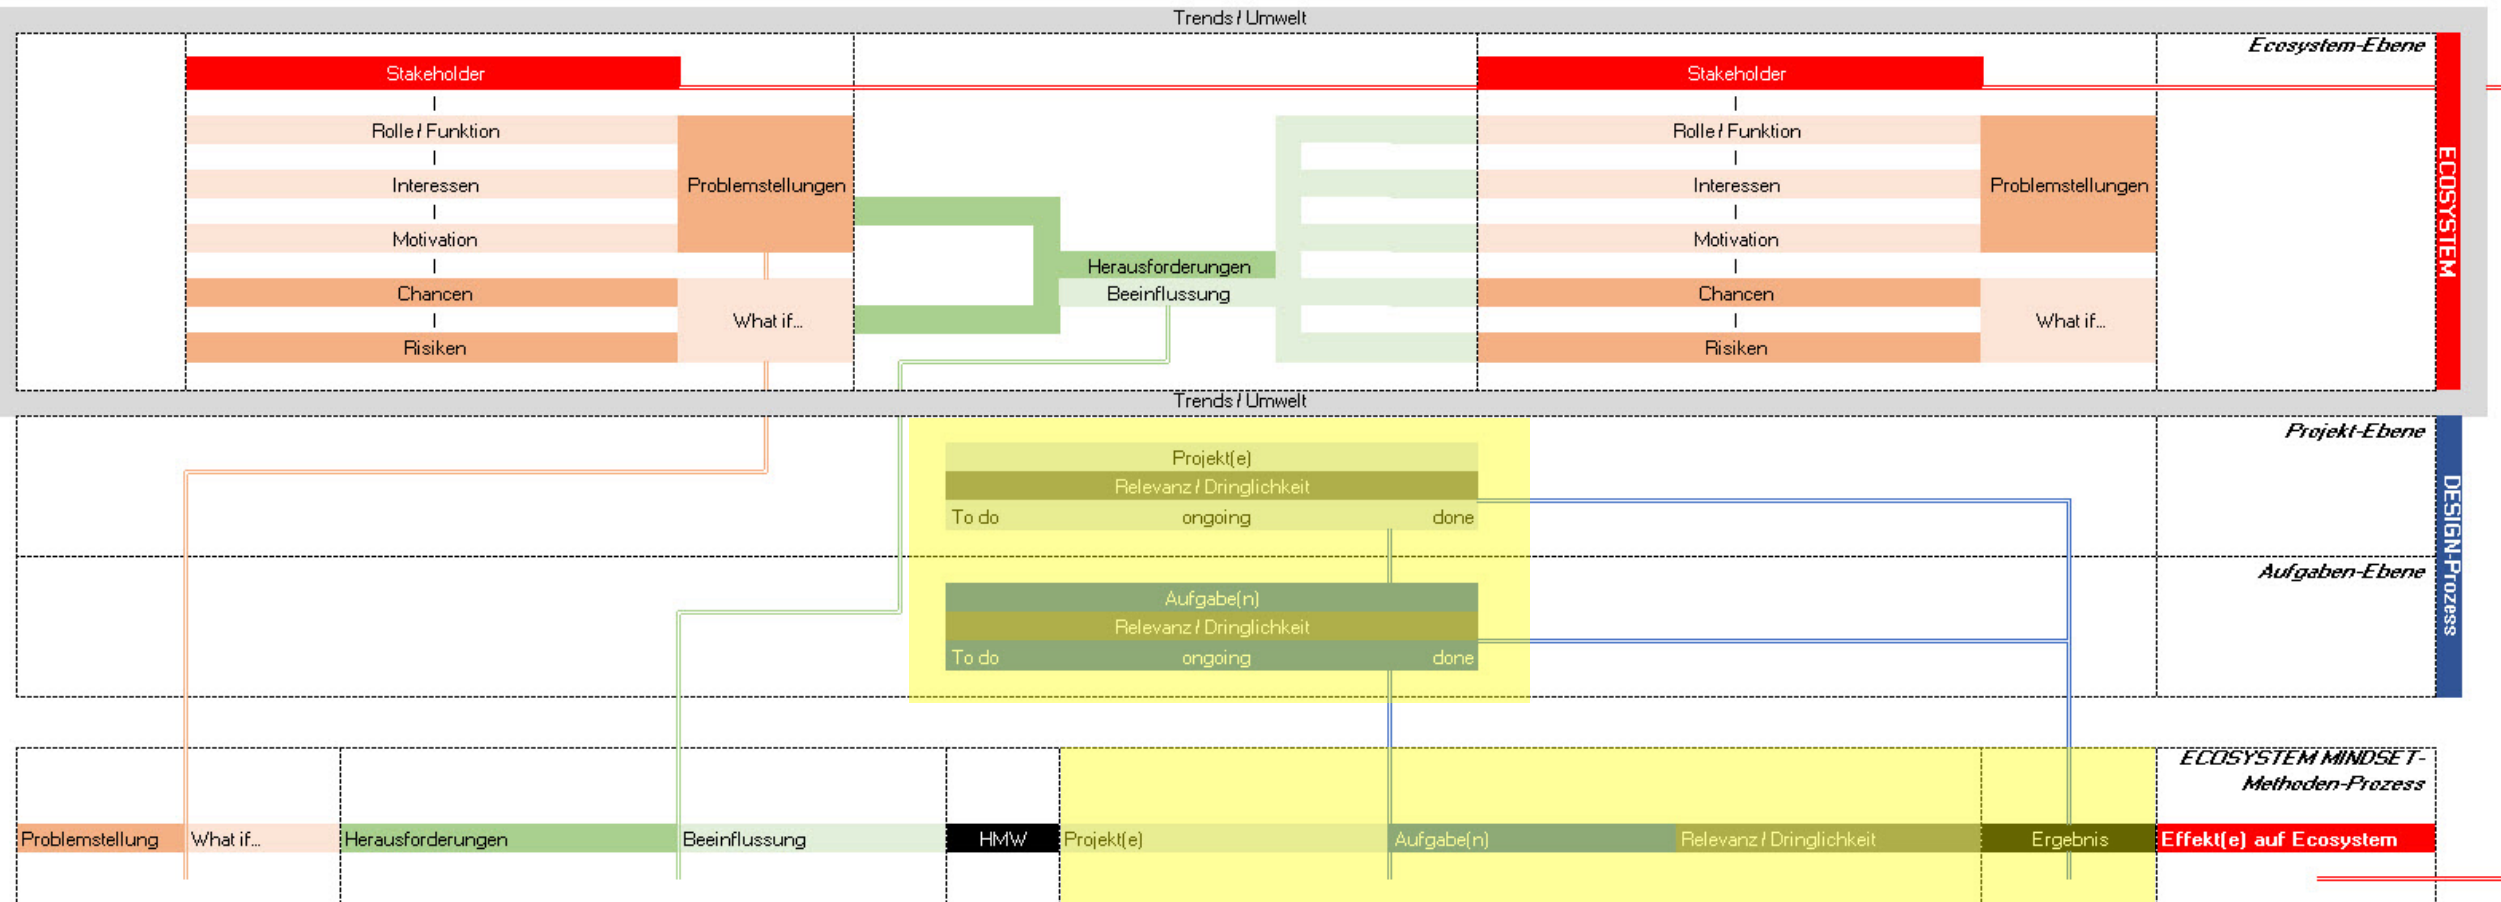 Trends / Umwelt
Ecosystem-Ebene
Stakeholder
Stakeholder
Rolle / Funktion
Rolle / Funktion
Interessen
Problemstellungen
Interessen
Problemstellungen
Motivation
Motivation
Herausforderungen
Chancen
Beeinflussung
Chancen
What if...
What if...
Risiken
Risiken
ECOSYSTEM
Trends / Umwelt
Projekt-Ebene
Projekt(e)
Relevanz / Dringlichkeit
To do ongoing done
Aufgaben-Ebene
Aufgabe(n)
Relevanz / Dringlichkeit
To do ongoing done
DESIGN-Prozess
ECOSYSTEM MINDSET-
Methoden-Prozess
Problemstellung What if... Herausforderungen Beeinflussung HMW Projekt(e) Aufgabe(n) Relevanz / Dringlichkeit Ergebnis Effekt(e) auf Ecosystem